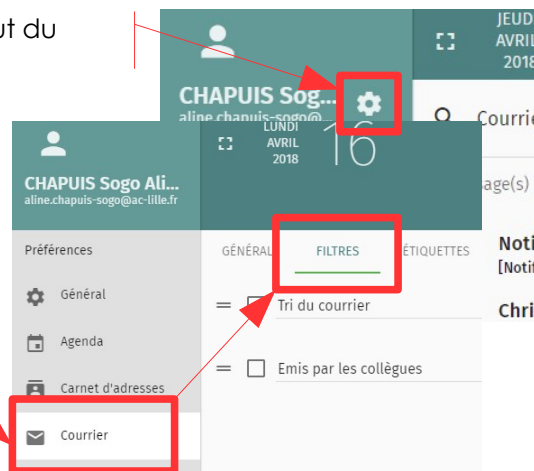 ut du
JEUDI
AVRIL
2018
CHAPUIS Sog...
aline.chapuis-sogo@...
Courrie
age(s)
Noti
[Notif
Chri
CHAPUIS Sogo Ali...
aline.chapuis-sogo@ac-lille.fr
LUNDI
AVRIL
2018
16
Préférences
Général
Agenda
Carnet d'adresses
Courrier
GÉNÉRAL
FILTRES
ÉTIQUETTES
Tri du courrier
Emis par les collègues